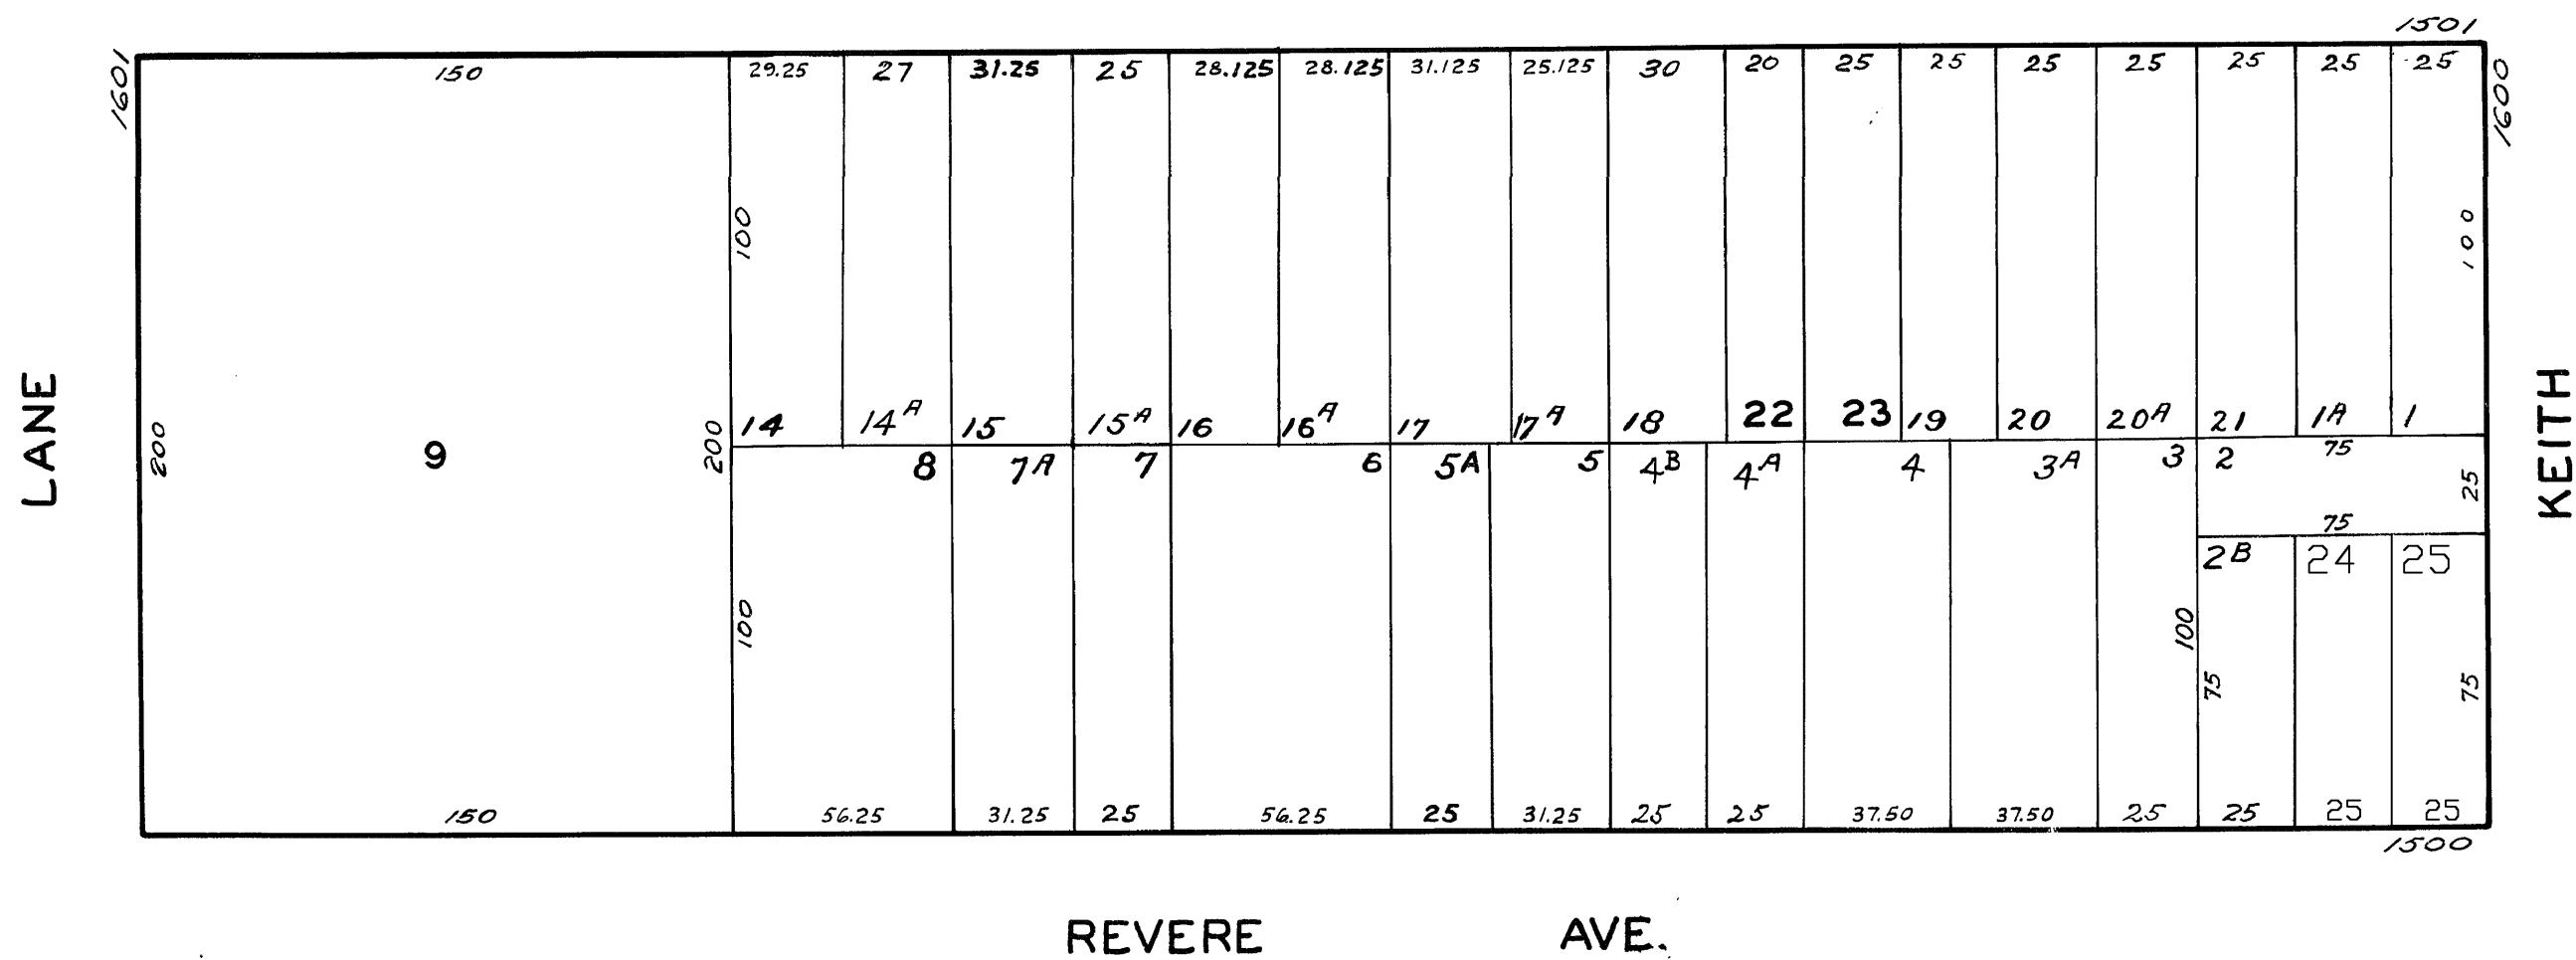 1501
1601
150 29.25 27 31.25 25 28.125 28.125 31.125 25.125 30 20 25 25 25 25 25 25 25
1600
100 100
LANE
KEITH
14 14A 15 15A 16 16A 17 17A 18 22 23 19 20 20A 21 1A 1
200 9 200 8 7A 7 6 5A 5 4B 4A 4 3A 3 2 75
25
75
2B 24 25
100 100
75 75
150 56.25 31.25 25 56.25 25 31.25 25 25 37.50 37.50 25 25 25 25
1500
REVERE AVE.